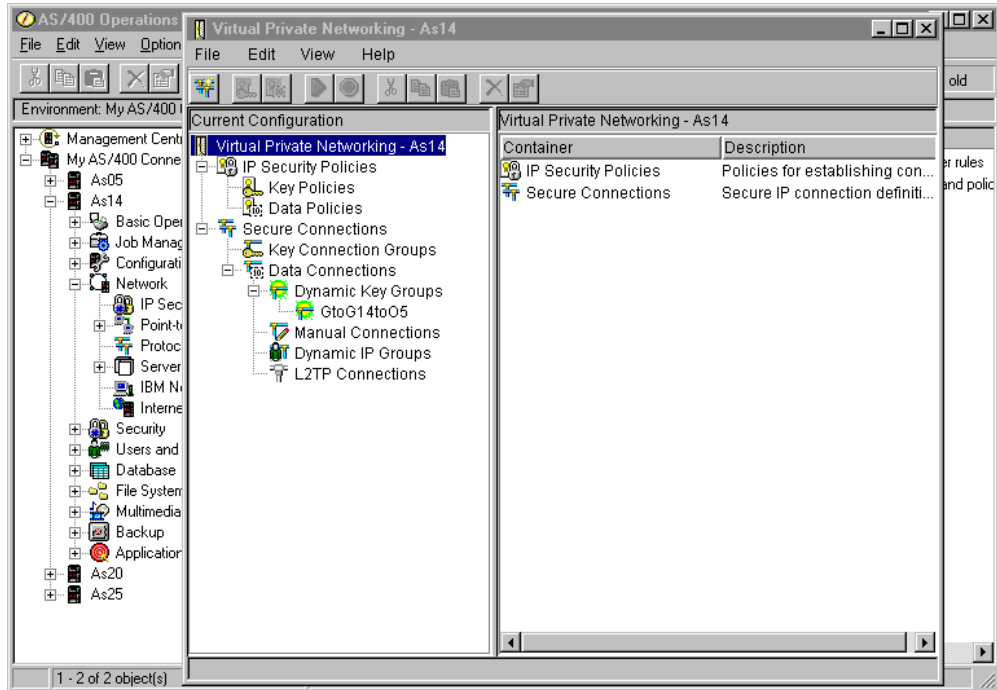 AS/400 Operations
File Edit View Option
Environment: My AS/400
Management Cent
My AS/400 Conne
As05
As14
Basic Oper
Job Manag
Configurati
Network
IP Sec
Point-t
Protoc
Server
IBM N
Interne
Security
Users and
Database
File System
Multimedia
Backup
Application
As20
As25
1 - 2 of 2 object(s)
Virtual Private Networking - As14
File Edit View Help
Current Configuration
Virtual Private Networking - As14
IP Security Policies
Key Policies
Data Policies
Secure Connections
Key Connection Groups
Data Connections
Dynamic Key Groups
GtoG14toO5
Manual Connections
Dynamic IP Groups
L2TP Connections
Virtual Private Networking - As14
Container Description
IP Security Policies Policies for establishing con...
Secure Connections Secure IP connection definiti...
old
er rules
and polic